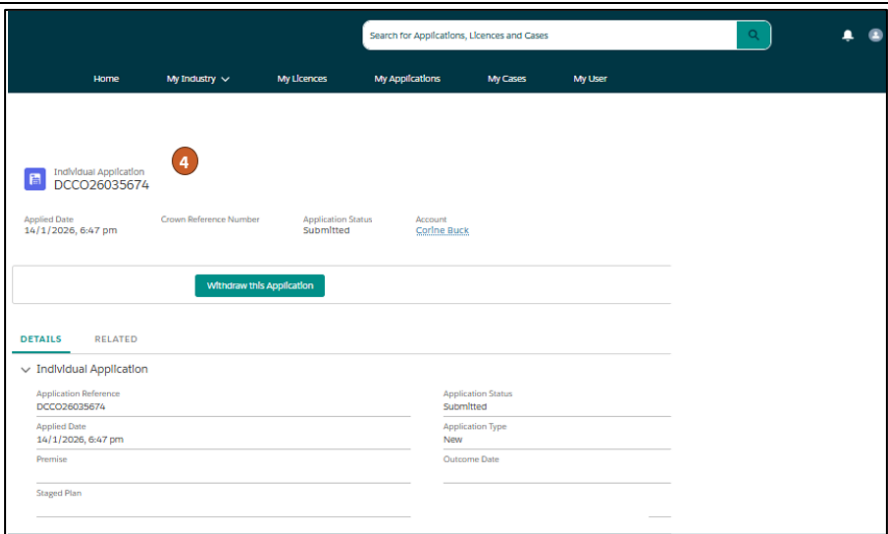 Search for Applications, Licences and Cases
Home My Industry My Licences My Applications My Cases My User
4
Individual Application
DCCO26035674
Applied Date Crown Reference Number Application Status Account
14/1/2026, 6:47 pm Submitted Corine Buck
Withdraw this Application
DETAILS RELATED
Individual Application
Application Reference Application Status
DCCO26035674 Submitted
Applied Date Application Type
14/1/2026, 6:47 pm New
Premise Outcome Date
Staged Plan